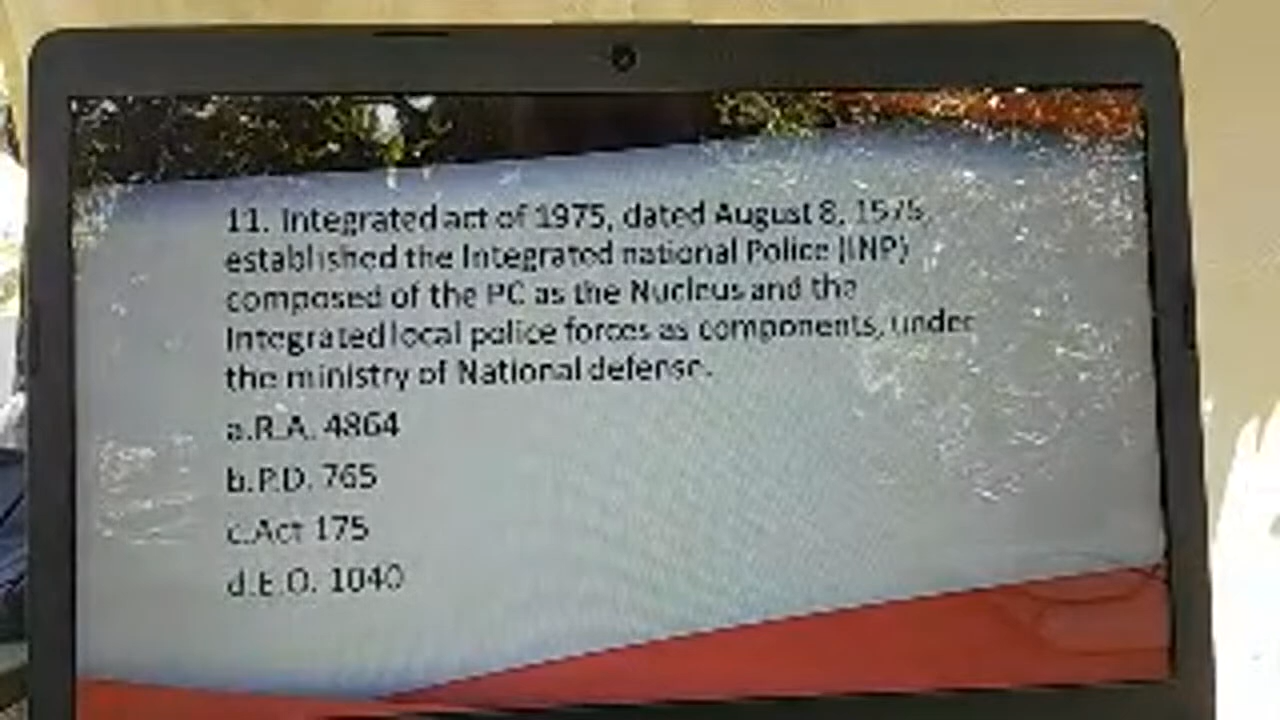 11. Integrated act of 1975, dated August 8, 1975,
established the Integrated national Police (INP)
composed of the PC as the Nucleus and the
Integrated local police forces as components, under
the ministry of National defense.
a.R.A. 4864
b.P.D. 765
c.Act 175
d.E.O. 1040